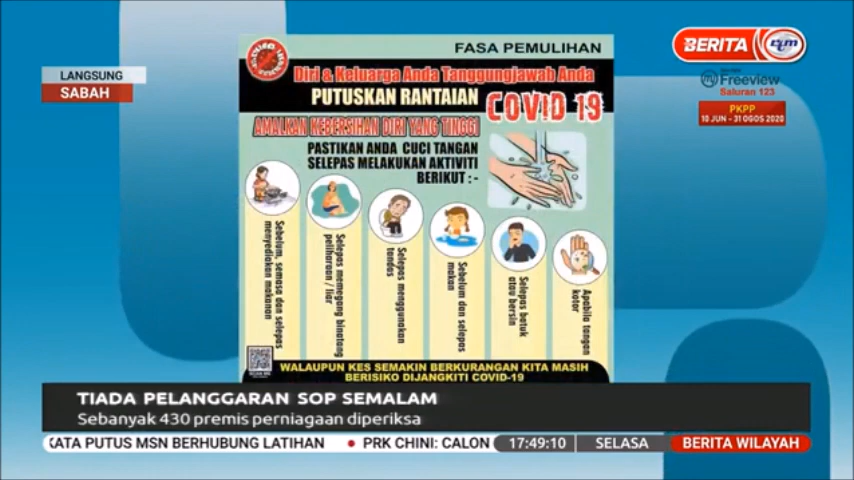 FASA PEMULIHAN
BERITA rtm
myFreeview
Saluran 123
PKPP
10 JUN - 31 OGOS 2020
LANGSUNG
SABAH
Diri & Keluarga Anda Tanggungjawab Anda
PUTUSKAN RANTAIAN COVID 19
AMALKAN KEBERSIHAN DIRI YANG TINGGI
PASTIKAN ANDA CUCI TANGAN
SELEPAS MELAKUKAN AKTIVITI
BERIKUT :-
Sebelum, semasa dan selepas
menyediakan makanan
Selepas memegang binatang
peliharaan / liar
Selepas menggunakan
tandas
Sebelum dan selepas
makan
Selepas batuk
atau bersin
Apabila tangan
kotor
WALAUPUN KES SEMAKIN BERKURANGAN KITA MASIH
BERISIKO DIJANGKITI COVID-19
TIADA PELANGGARAN SOP SEMALAM
Sebanyak 430 premis perniagaan diperiksa
KATA PUTUS MSN BERHUBUNG LATIHAN • PRK CHINI: CALON 17:49:10 SELASA BERITA WILAYAH